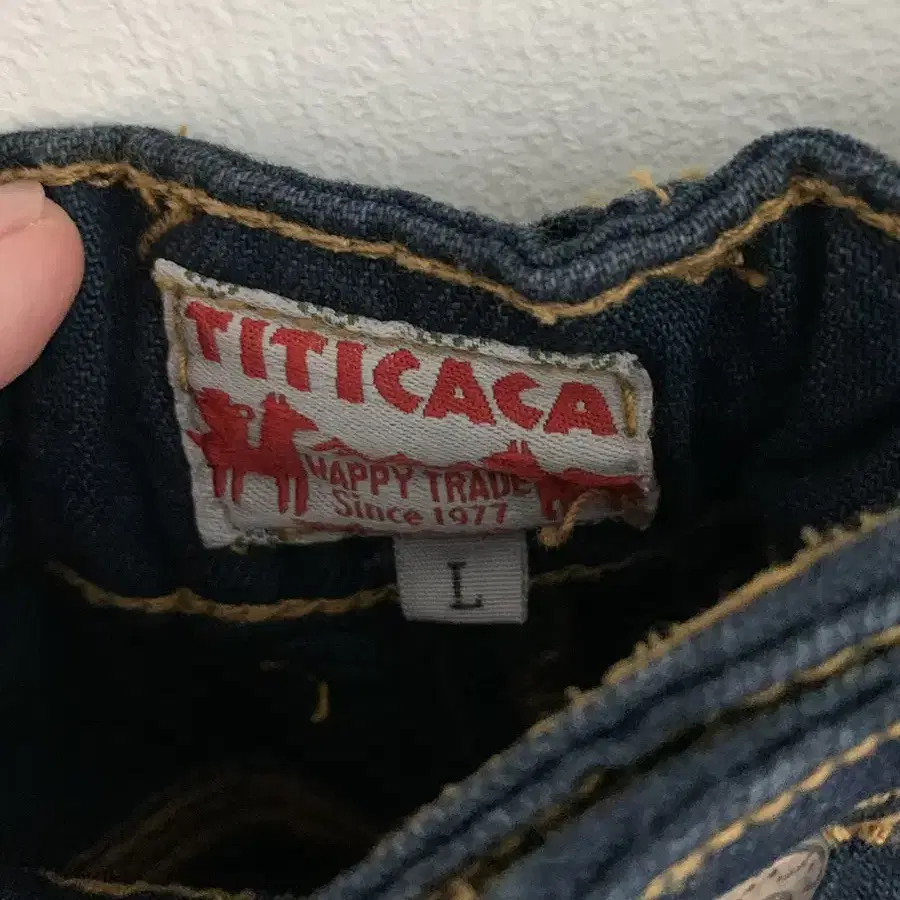 TITICACA
HAPPY TRADE
Since 1977
L